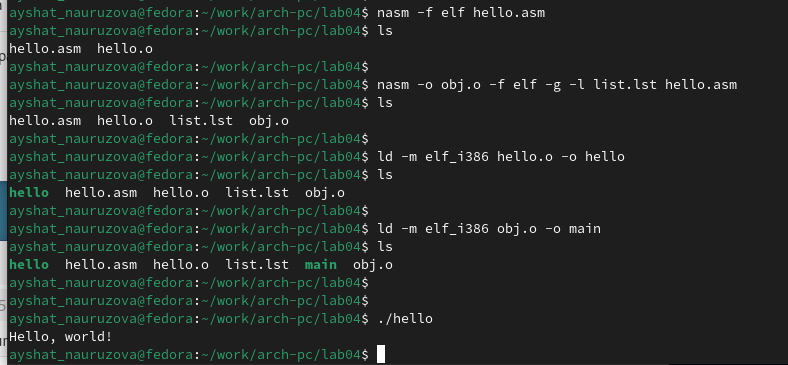 ayshat_nauruzova@fedora:~/work/arch-pc/lab04$ nasm -f elf hello.asm
ayshat_nauruzova@fedora:~/work/arch-pc/lab04$ ls
hello.asm  hello.o
ayshat_nauruzova@fedora:~/work/arch-pc/lab04$
ayshat_nauruzova@fedora:~/work/arch-pc/lab04$ nasm -o obj.o -f elf -g -l list.lst hello.asm
ayshat_nauruzova@fedora:~/work/arch-pc/lab04$ ls
hello.asm  hello.o  list.lst  obj.o
ayshat_nauruzova@fedora:~/work/arch-pc/lab04$
ayshat_nauruzova@fedora:~/work/arch-pc/lab04$ ld -m elf_i386 hello.o -o hello
ayshat_nauruzova@fedora:~/work/arch-pc/lab04$ ls
hello  hello.asm  hello.o  list.lst  obj.o
ayshat_nauruzova@fedora:~/work/arch-pc/lab04$
ayshat_nauruzova@fedora:~/work/arch-pc/lab04$ ld -m elf_i386 obj.o -o main
ayshat_nauruzova@fedora:~/work/arch-pc/lab04$ ls
hello  hello.asm  hello.o  list.lst  main  obj.o
ayshat_nauruzova@fedora:~/work/arch-pc/lab04$
ayshat_nauruzova@fedora:~/work/arch-pc/lab04$
ayshat_nauruzova@fedora:~/work/arch-pc/lab04$ ./hello
Hello, world!
ayshat_nauruzova@fedora:~/work/arch-pc/lab04$